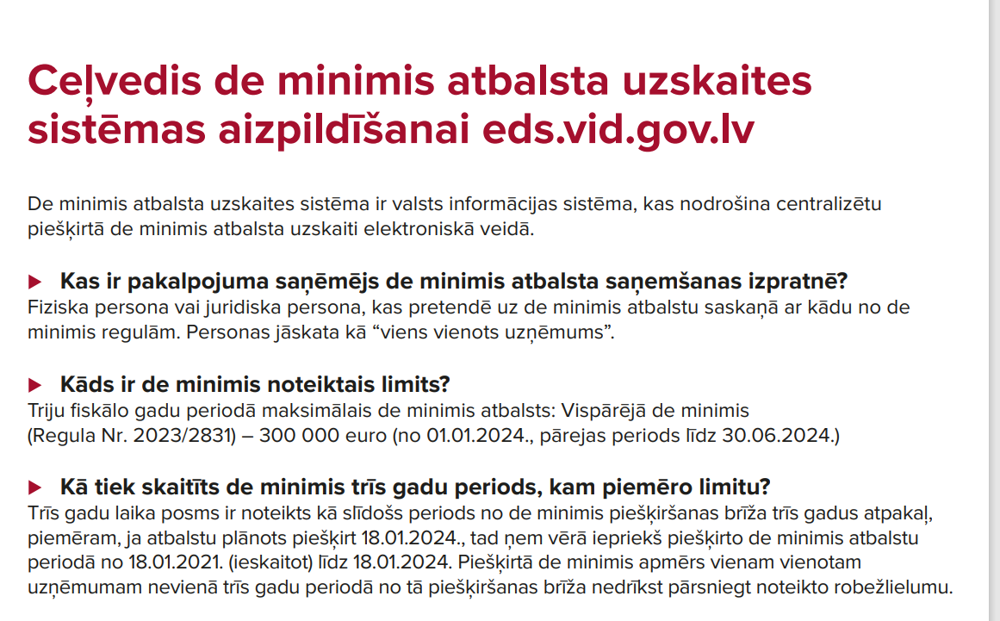 Ceļvedis de minimis atbalsta uzskaites
sistēmas aizpildīšanai eds.vid.gov.lv
De minimis atbalsta uzskaites sistēma ir valsts informācijas sistēma, kas nodrošina centralizētu
piešķirtā de minimis atbalsta uzskaiti elektroniskā veidā.
► Kas ir pakalpojuma saņēmējs de minimis atbalsta saņemšanas izpratnē?
Fiziska persona vai juridiska persona, kas pretendē uz de minimis atbalstu saskaņā ar kādu no de
minimis regulām. Personas jāskata kā “viens vienots uzņēmums”.
► Kāds ir de minimis noteiktais limits?
Triju fiskālo gadu periodā maksimālais de minimis atbalsts: Vispārējā de minimis
(Regula Nr. 2023/2831) – 300 000 euro (no 01.01.2024., pārejas periods līdz 30.06.2024.)
► Kā tiek skaitīts de minimis trīs gadu periods, kam piemēro limitu?
Trīs gadu laika posms ir noteikts kā slīdošs periods no de minimis piešķiršanas brīža trīs gadus atpakaļ,
piemēram, ja atbalstu plānots piešķirt 18.01.2024., tad ņem vērā iepriekš piešķirto de minimis atbalstu
periodā no 18.01.2021. (ieskaitot) līdz 18.01.2024. Piešķirtā de minimis apmērs vienam vienotam
uzņēmumam nevienā trīs gadu periodā no tā piešķiršanas brīža nedrīkst pārsniegt noteikto robežlielumu.